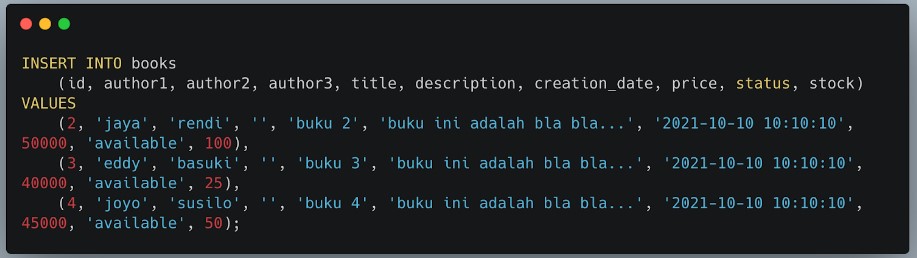 INSERT INTO books
(id, author1, author2, author3, title, description, creation_date, price, status, stock)
VALUES
(2, 'jaya', 'rendi', '', 'buku 2', 'buku ini adalah bla bla...', '2021-10-10 10:10:10',
50000, 'available', 100),
(3, 'eddy', 'basuki', '', 'buku 3', 'buku ini adalah bla bla...', '2021-10-10 10:10:10',
40000, 'available', 25),
(4, 'joyo', 'susilo', '', 'buku 4', 'buku ini adalah bla bla...', '2021-10-10 10:10:10',
45000, 'available', 50);